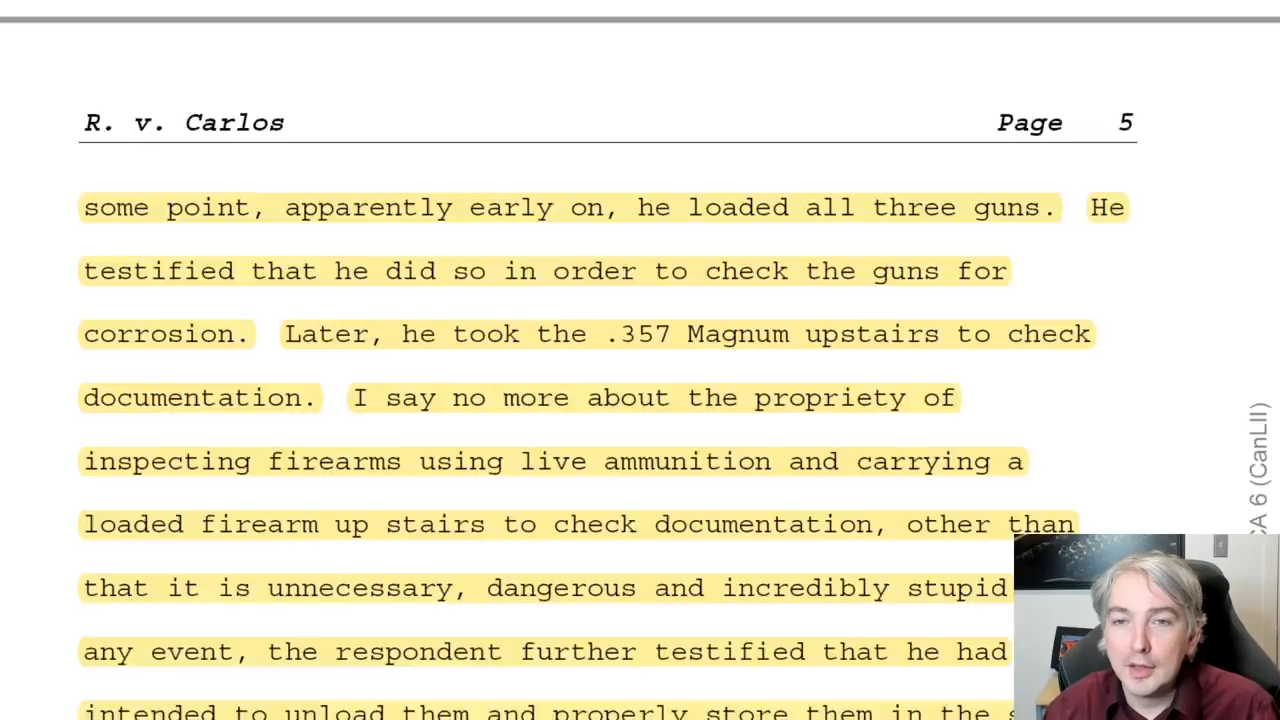 R. v. Carlos Page 5
some point, apparently early on, he loaded all three guns. He
testified that he did so in order to check the guns for
corrosion. Later, he took the .357 Magnum upstairs to check
documentation. I say no more about the propriety of
inspecting firearms using live ammunition and carrying a
loaded firearm up stairs to check documentation, other than
that it is unnecessary, dangerous and incredibly stupid
any event, the respondent further testified that he had
intended to unload them and properly store them in the
CA 6 (CanLII)